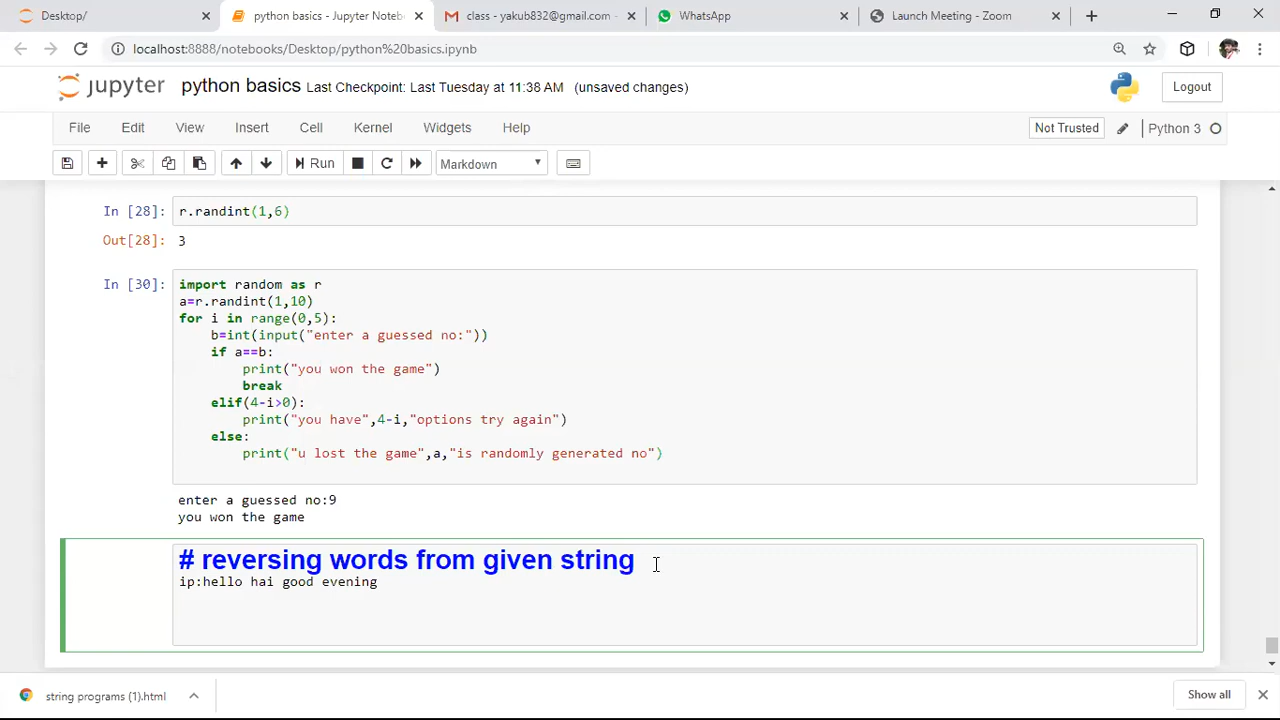 Desktop/
python basics - Jupyter Noteb
class - yakub832@gmail.com -
WhatsApp
Launch Meeting - Zoom
localhost:8888/notebooks/Desktop/python%20basics.ipynb
jupyter python basics Last Checkpoint: Last Tuesday at 11:38 AM (unsaved changes)
Logout
File Edit View Insert Cell Kernel Widgets Help
Not Trusted
Python 3
Run
Markdown
In [28]: r.randint(1,6)
Out[28]: 3
In [30]: import random as r
a=r.randint(1,10)
for i in range(0,5):
    b=int(input("enter a guessed no:"))
    if a==b:
        print("you won the game")
        break
    elif(4-i>0):
        print("you have",4-i,"options try again")
    else:
        print("u lost the game",a,"is randomly generated no")
enter a guessed no:9
you won the game
# reversing words from given string
ip:hello hai good evening
string programs (1).html
Show all